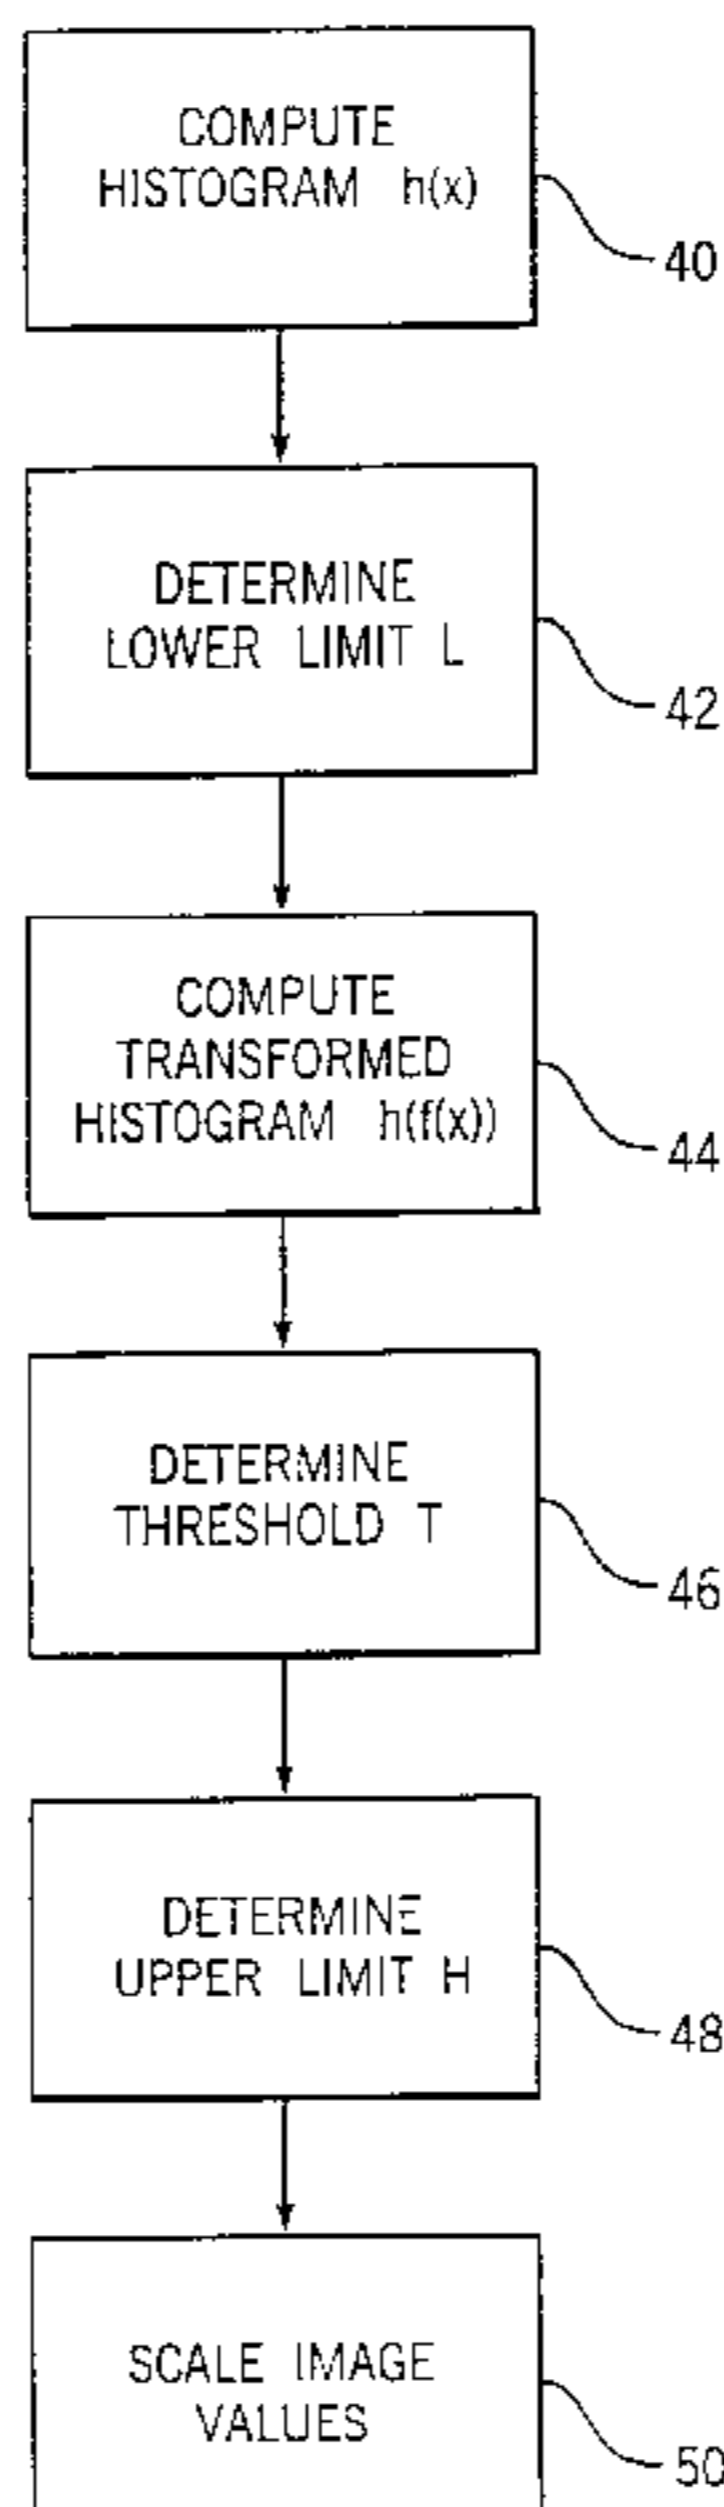 COMPUTE
HISTOGRAM h(x)
40
DETERMINE
LOWER LIMIT L
42
COMPUTE
TRANSFORMED
HISTOGRAM h(f(x))
44
DETERMINE
THRESHOLD T
46
DETERMINE
UPPER LIMIT H
48
SCALE IMAGE
VALUES
50